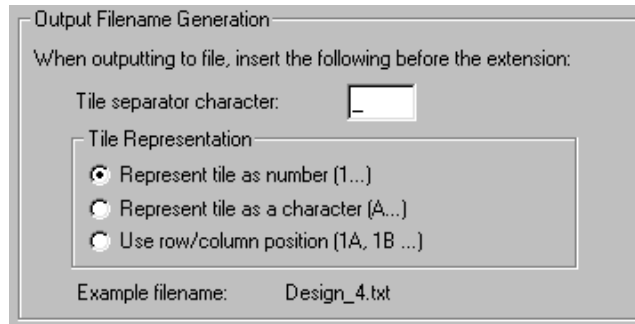 Output Filename Generation
When outputting to file, insert the following before the extension:
Tile separator character: _
Tile Representation
Represent tile as number (1...)
Represent tile as a character (A...)
Use row/column position (1A, 1B ...)
Example filename: Design_4.txt